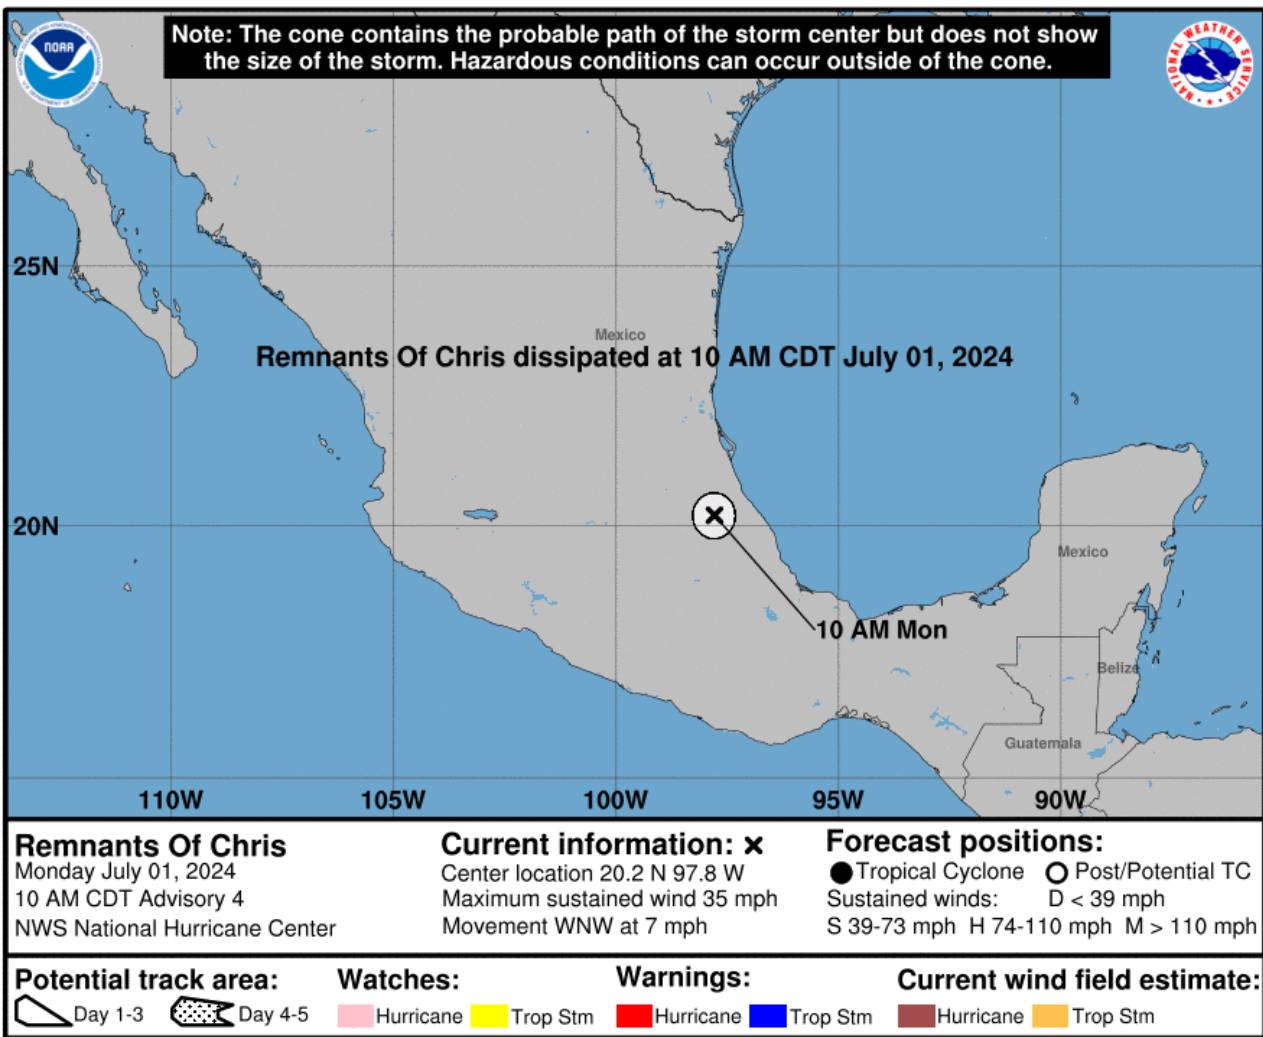 Note: The cone contains the probable path of the storm center but does not show
the size of the storm. Hazardous conditions can occur outside of the cone.
NOAA
NATIONAL WEATHER SERVICE
25N
Mexico
Remnants Of Chris dissipated at 10 AM CDT July 01, 2024
20N
Mexico
10 AM Mon
Belize
Guatemala
110W 105W 100W 95W 90W
Remnants Of Chris
Monday July 01, 2024
10 AM CDT Advisory 4
NWS National Hurricane Center
Current information: ✖
Center location 20.2 N 97.8 W
Maximum sustained wind 35 mph
Movement WNW at 7 mph
Forecast positions:
Tropical Cyclone Post/Potential TC
Sustained winds: D < 39 mph
S 39-73 mph H 74-110 mph M > 110 mph
Potential track area:
Day 1-3 Day 4-5
Watches:
Hurricane Trop Stm
Warnings:
Hurricane Trop Stm
Current wind field estimate:
Hurricane Trop Stm